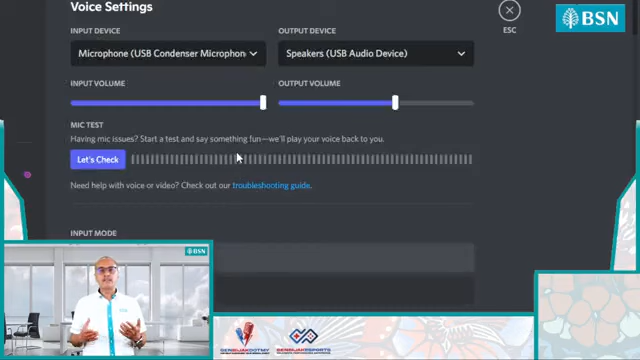 Voice Settings
ESC
BSN
INPUT DEVICE
OUTPUT DEVICE
Microphone (USB Condenser Microphon
Speakers (USB Audio Device)
INPUT VOLUME
OUTPUT VOLUME
MIC TEST
Having mic issues? Start a test and say something fun—we'll play your voice back to you.
Let's Check
Need help with voice or video? Check out our troubleshooting guide.
INPUT MODE
BSN